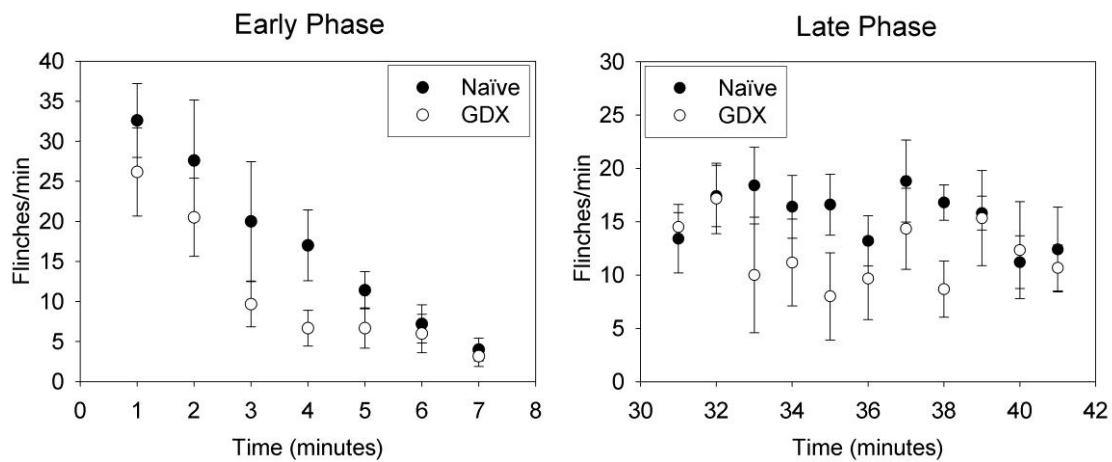 Early Phase
40
35
30
25
20
15
10
5
0
Flinches/min
Naïve
GDX
0 1 2 3 4 5 6 7 8
Time (minutes)
Late Phase
30
25
20
15
10
5
0
Flinches/min
Naïve
GDX
30 32 34 36 38 40 42
Time (minutes)